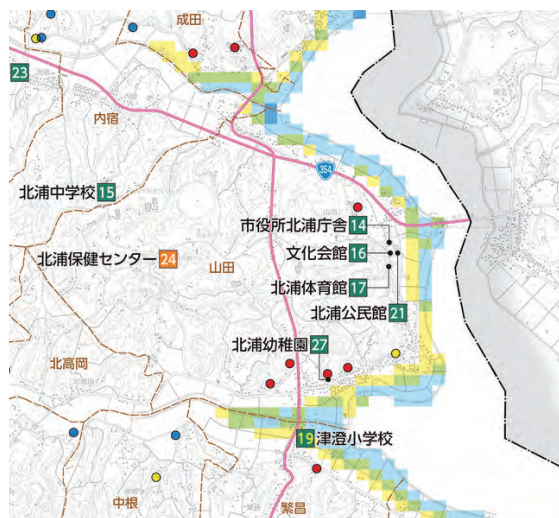 成田
23
内宿
354
北浦中学校 15
市役所北浦庁舎 14
北浦保健センター 24
山田
文化会館 16
北浦体育館 17
北浦公民館 21
北浦幼稚園 27
北高岡
19 津澄小学校
中根
繁昌